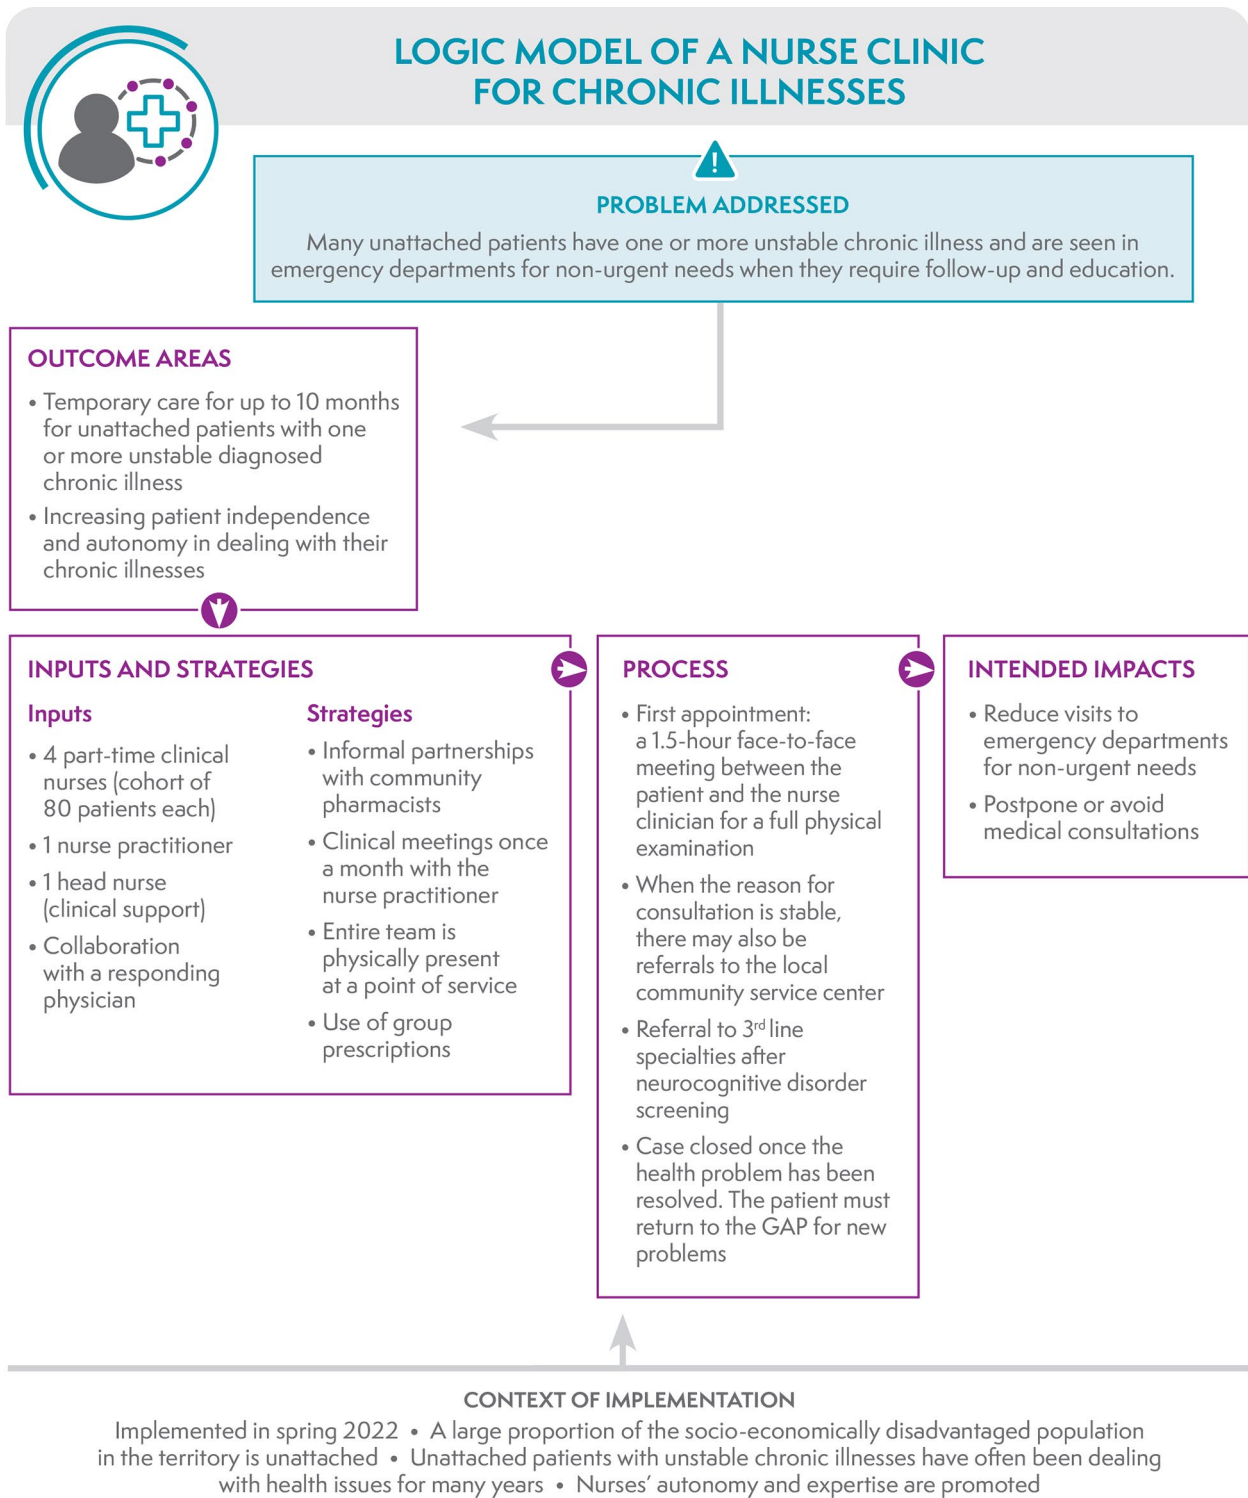 LOGIC MODEL OF A NURSE CLINIC
FOR CHRONIC ILLNESSES
!
PROBLEM ADDRESSED
Many unattached patients have one or more unstable chronic illness and are seen in
emergency departments for non-urgent needs when they require follow-up and education.
OUTCOME AREAS
• Temporary care for up to 10 months
for unattached patients with one
or more unstable diagnosed
chronic illness
• Increasing patient independence
and autonomy in dealing with their
chronic illnesses
INPUTS AND STRATEGIES
Inputs
• 4 part-time clinical
nurses (cohort of
80 patients each)
• 1 nurse practitioner
• 1 head nurse
(clinical support)
• Collaboration
with a responding
physician
Strategies
• Informal partnerships
with community
pharmacists
• Clinical meetings once
a month with the
nurse practitioner
• Entire team is
physically present
at a point of service
• Use of group
prescriptions
PROCESS
• First appointment:
a 1.5-hour face-to-face
meeting between the
patient and the nurse
clinician for a full physical
examination
• When the reason for
consultation is stable,
there may also be
referrals to the local
community service center
• Referral to 3rd line
specialties after
neurocognitive disorder
screening
• Case closed once the
health problem has been
resolved. The patient must
return to the GAP for new
problems
INTENDED IMPACTS
• Reduce visits to
emergency departments
for non-urgent needs
• Postpone or avoid
medical consultations
CONTEXT OF IMPLEMENTATION
Implemented in spring 2022 • A large proportion of the socio-economically disadvantaged population
in the territory is unattached • Unattached patients with unstable chronic illnesses have often been dealing
with health issues for many years • Nurses' autonomy and expertise are promoted